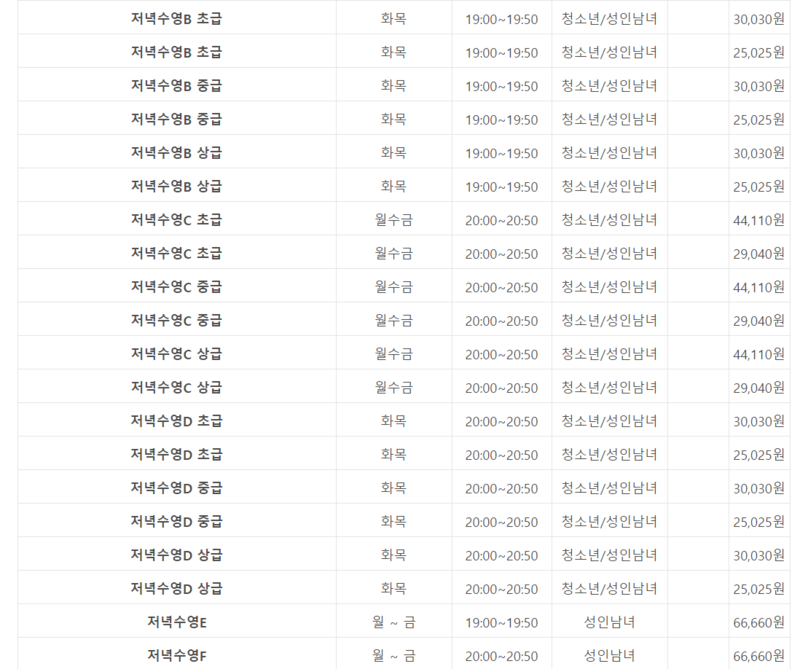 저녁수영B 초급 화목 19:00~19:50 청소년/성인남녀 30,030원
저녁수영B 초급 화목 19:00~19:50 청소년/성인남녀 25,025원
저녁수영B 중급 화목 19:00~19:50 청소년/성인남녀 30,030원
저녁수영B 중급 화목 19:00~19:50 청소년/성인남녀 25,025원
저녁수영B 상급 화목 19:00~19:50 청소년/성인남녀 30,030원
저녁수영B 상급 화목 19:00~19:50 청소년/성인남녀 25,025원
저녁수영C 초급 월수금 20:00~20:50 청소년/성인남녀 44,110원
저녁수영C 초급 월수금 20:00~20:50 청소년/성인남녀 29,040원
저녁수영C 중급 월수금 20:00~20:50 청소년/성인남녀 44,110원
저녁수영C 중급 월수금 20:00~20:50 청소년/성인남녀 29,040원
저녁수영C 상급 월수금 20:00~20:50 청소년/성인남녀 44,110원
저녁수영C 상급 월수금 20:00~20:50 청소년/성인남녀 29,040원
저녁수영D 초급 화목 20:00~20:50 청소년/성인남녀 30,030원
저녁수영D 초급 화목 20:00~20:50 청소년/성인남녀 25,025원
저녁수영D 중급 화목 20:00~20:50 청소년/성인남녀 30,030원
저녁수영D 중급 화목 20:00~20:50 청소년/성인남녀 25,025원
저녁수영D 상급 화목 20:00~20:50 청소년/성인남녀 30,030원
저녁수영D 상급 화목 20:00~20:50 청소년/성인남녀 25,025원
저녁수영E 월 ~ 금 19:00~19:50 성인남녀 66,660원
저녁수영F 월 ~ 금 20:00~20:50 성인남녀 66,660원